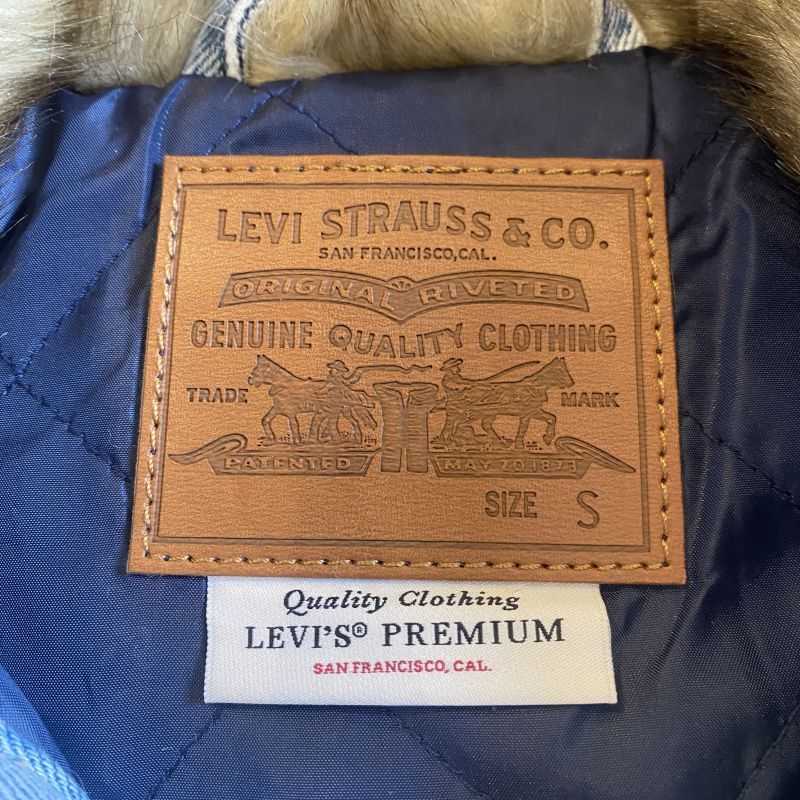 LEVI STRAUSS & CO.
SAN FRANCISCO, CAL.
ORIGINAL RIVETED
GENUINE QUALITY CLOTHING
TRADE MARK
PATENTED MAY 20 1873
SIZE S
Quality Clothing
LEVI'S® PREMIUM
SAN FRANCISCO, CAL.